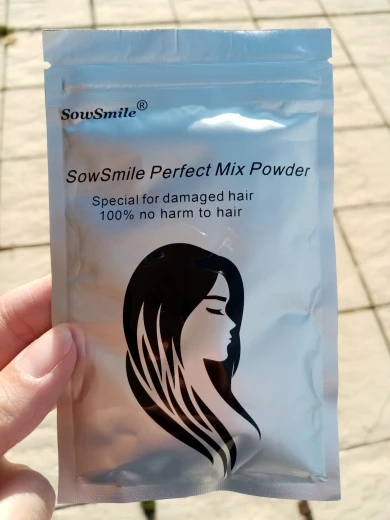 SowSmile®
SowSmile Perfect Mix Powder
Special for damaged hair
100% no harm to hair